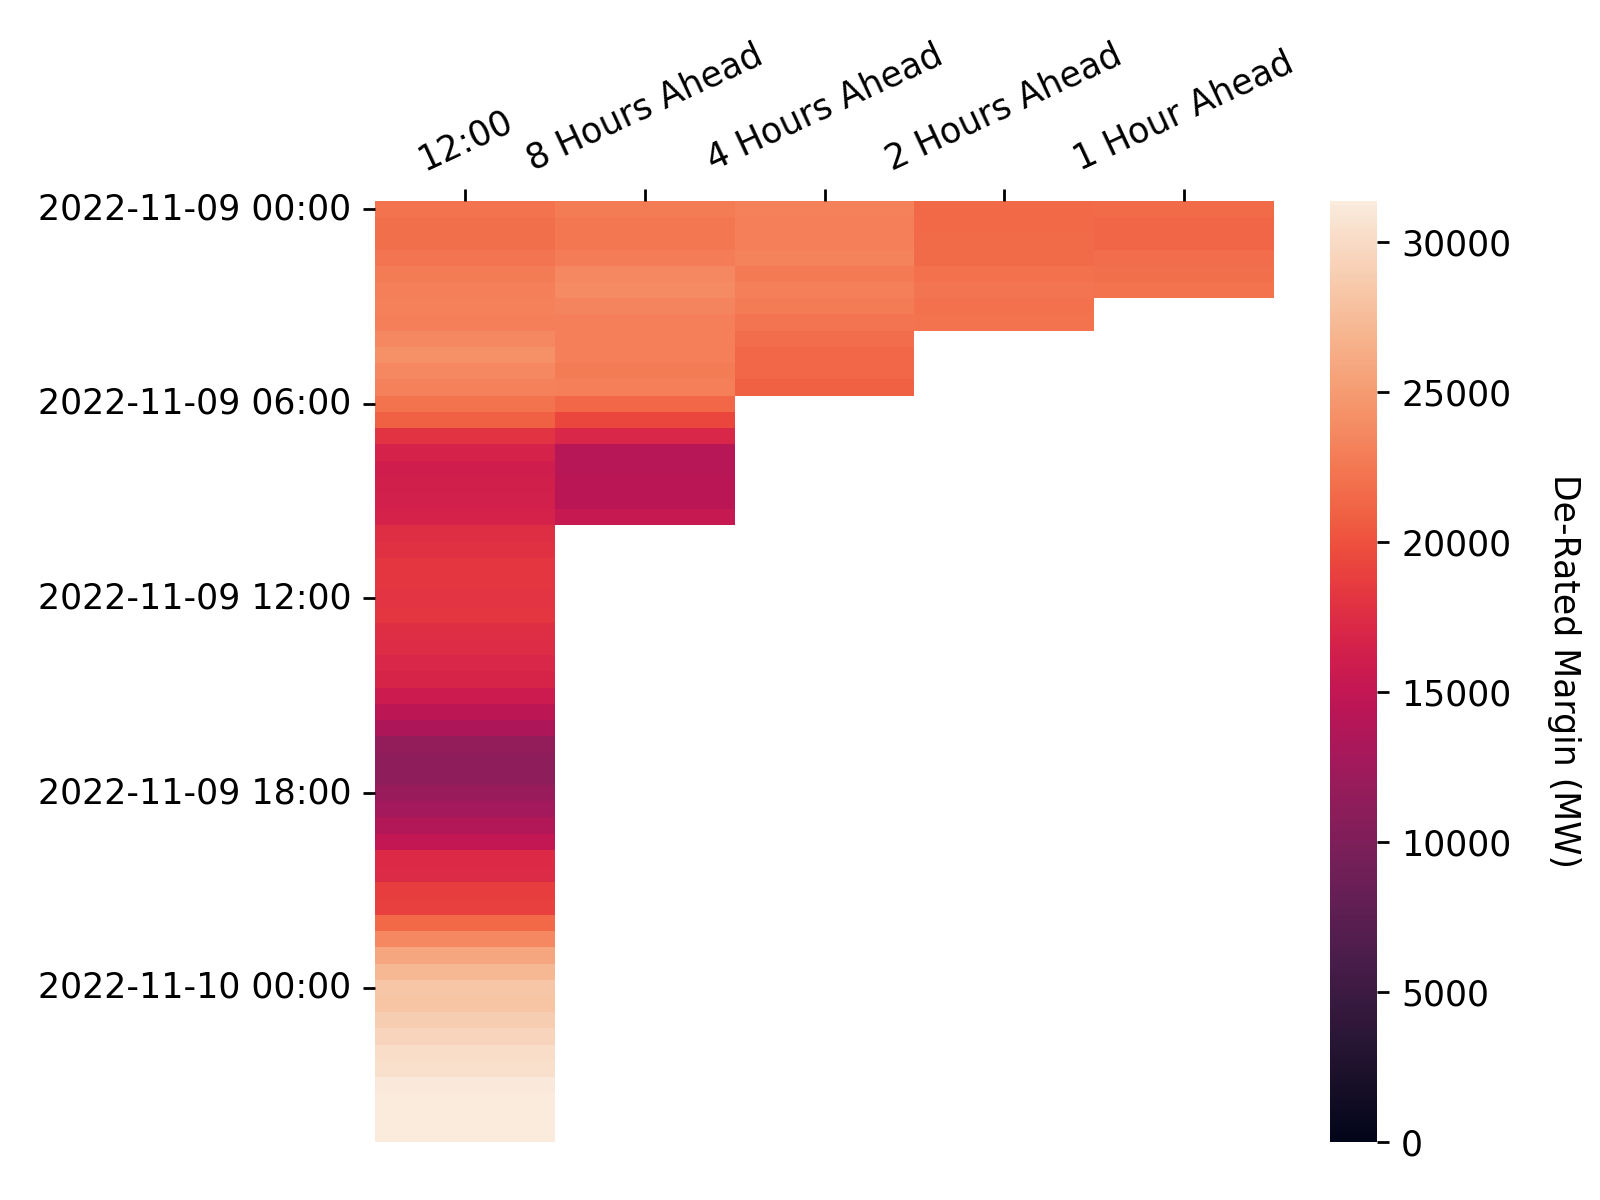 12:00
8 Hours Ahead
4 Hours Ahead
2 Hours Ahead
1 Hour Ahead
2022-11-09 00:00
2022-11-09 06:00
2022-11-09 12:00
2022-11-09 18:00
2022-11-10 00:00
30000
25000
20000
15000
10000
5000
0
De-Rated Margin (MW)